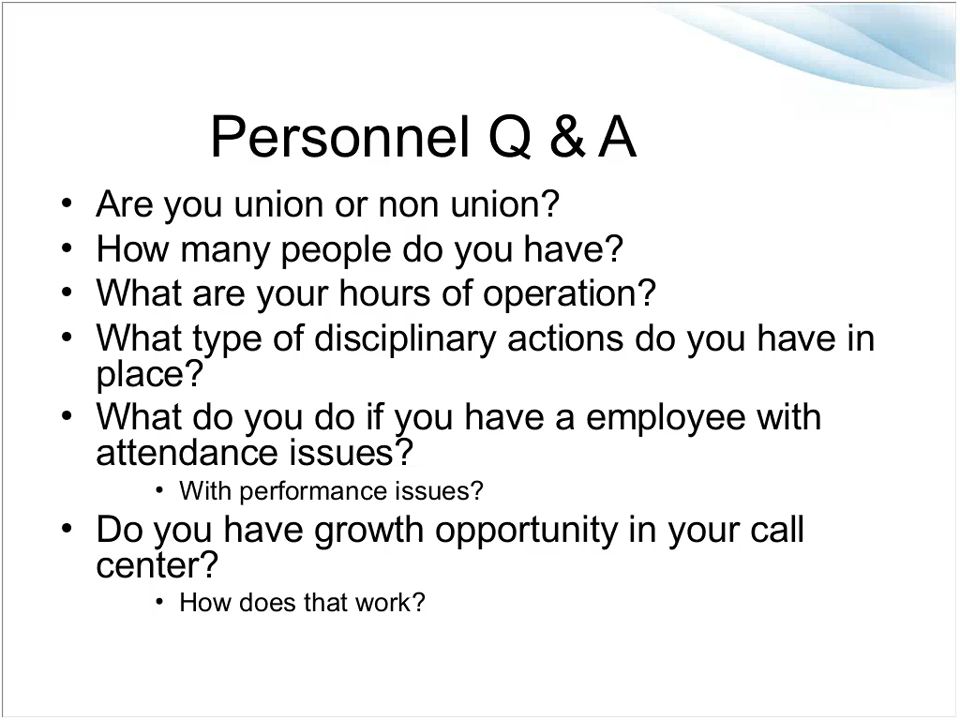 Personnel Q & A
• Are you union or non union?
• How many people do you have?
• What are your hours of operation?
• What type of disciplinary actions do you have in
place?
• What do you do if you have a employee with
attendance issues?
• With performance issues?
• Do you have growth opportunity in your call
center?
• How does that work?